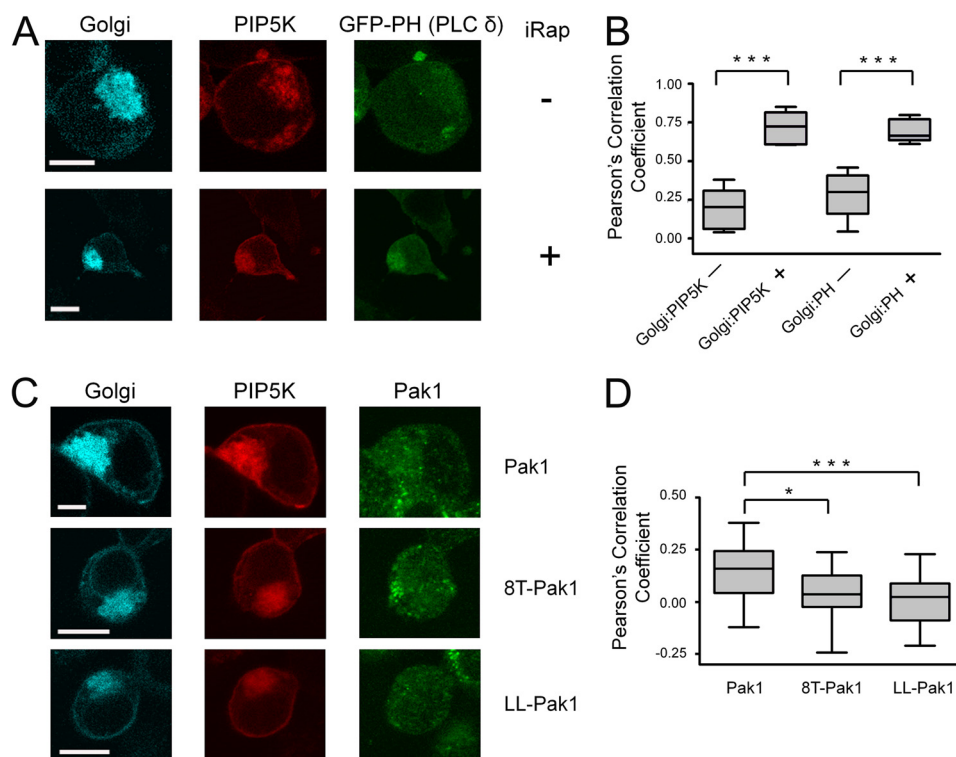 A
Golgi
PIP5K
GFP-PH (PLC δ)
iRap
-
+
B
* * *
* * *
Pearson's Correlation
Coefficient
1.00
0.75
0.50
0.25
0.00
Golgi:PIP5K —
Golgi:PIP5K +
Golgi:PH —
Golgi:PH +
C
Golgi
PIP5K
Pak1
Pak1
8T-Pak1
LL-Pak1
D
* * *
*
Pearson's Correlation
Coefficient
0.50
0.25
0.00
-0.25
Pak1
8T-Pak1
LL-Pak1